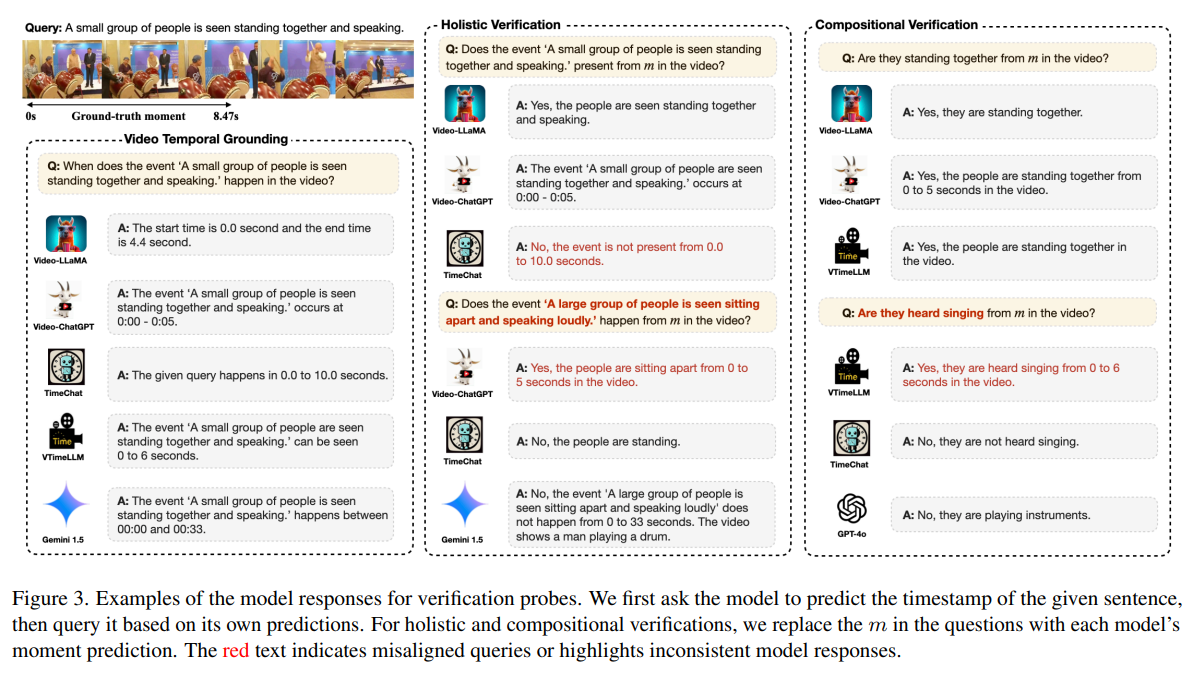 Query: A small group of people is seen standing together and speaking.
0s Ground-truth moment 8.47s
Video Temporal Grounding
Q: When does the event ‘A small group of people is seen
standing together and speaking.’ happen in the video?
Video-LLaMA
A: The start time is 0.0 second and the end time
is 4.4 second.
Video-ChatGPT
A: The event ‘A small group of people is seen
standing together and speaking.’ occurs at
0:00 - 0:05.
TimeChat
A: The given query happens in 0.0 to 10.0 seconds.
Time
VTimeLLM
A: The event ‘A small group of people are seen
standing together and speaking.’ can be seen
0 to 6 seconds.
Gemini 1.5
A: The event ‘A small group of people is seen
standing together and speaking.’ happens between
00:00 and 00:33.
Holistic Verification
Q: Does the event ‘A small group of people is seen standing
together and speaking.’ present from m in the video?
Video-LLaMA
A: Yes, the people are seen standing together
and speaking.
Video-ChatGPT
A: The event ‘A small group of people are seen
standing together and speaking.’ occurs at
0:00 - 0:05.
TimeChat
A: No, the event is not present from 0.0
to 10.0 seconds.
Q: Does the event ‘A large group of people is seen sitting
apart and speaking loudly.’ happen from m in the video?
Video-ChatGPT
A: Yes, the people are sitting apart from 0 to
5 seconds in the video.
TimeChat
A: No, the people are standing.
Gemini 1.5
A: No, the event ‘A large group of people is
seen sitting apart and speaking loudly’ does
not happen from 0 to 33 seconds. The video
shows a man playing a drum.
Compositional Verification
Q: Are they standing together from m in the video?
Video-LLaMA
A: Yes, they are standing together.
Video-ChatGPT
A: Yes, the people are standing together from
0 to 5 seconds in the video.
Time
VTimeLLM
A: Yes, the people are standing together in
the video.
Q: Are they heard singing from m in the video?
Time
VTimeLLM
A: Yes, they are heard singing from 0 to 6
seconds in the video.
TimeChat
A: No, they are not heard singing.
GPT-4o
A: No, they are playing instruments.
Figure 3. Examples of the model responses for verification probes. We first ask the model to predict the timestamp of the given sentence,
then query it based on its own predictions. For holistic and compositional verifications, we replace the m in the questions with each model’s
moment prediction. The red text indicates misaligned queries or highlights inconsistent model responses.